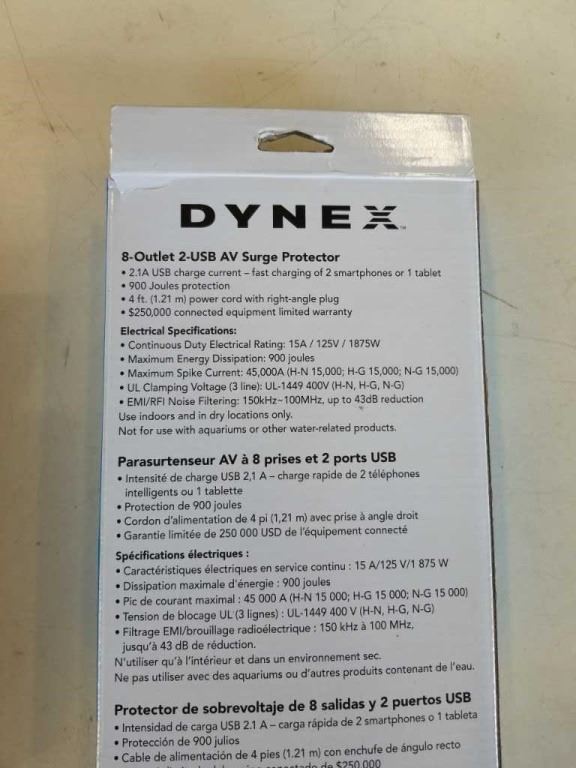 DYNEX™
8-Outlet 2-USB AV Surge Protector
• 2.1A USB charge current – fast charging of 2 smartphones or 1 tablet
• 900 Joules protection
• 4 ft. (1.21 m) power cord with right-angle plug
• $250,000 connected equipment limited warranty
Electrical Specifications:
• Continuous Duty Electrical Rating: 15A / 125V / 1875W
• Maximum Energy Dissipation: 900 joules
• Maximum Spike Current: 45,000A (H-N 15,000; H-G 15,000; N-G 15,000)
• UL Clamping Voltage (3 line): UL-1449 400V (H-N, H-G, N-G)
• EMI/RFI Noise Filtering: 150kHz~100MHz, up to 43dB reduction
Use indoors and in dry locations only.
Not for use with aquariums or other water-related products.
Parasurtenseur AV à 8 prises et 2 ports USB
• Intensité de charge USB 2,1 A – charge rapide de 2 téléphones
intelligents ou 1 tablette
• Protection de 900 joules
• Cordon d'alimentation de 4 pi (1,21 m) avec prise à angle droit
• Garantie limitée de 250 000 USD de l'équipement connecté
Spécifications électriques :
• Caractéristiques électriques en service continu : 15 A/125 V/1 875 W
• Dissipation maximale d'énergie : 900 joules
• Pic de courant maximal : 45 000 A (H-N 15 000; H-G 15 000; N-G 15 000)
• Tension de blocage UL (3 lignes) : UL-1449 400 V (H-N, H-G, N-G)
• Filtrage EMI/brouillage radioélectrique : 150 kHz à 100 MHz,
jusqu'à 43 dB de réduction.
N'utiliser qu'à l'intérieur et dans un environnement sec.
Ne pas utiliser avec des aquariums ou d'autres produits contenant de l'eau.
Protector de sobrevoltaje de 8 salidas y 2 puertos USB
• Intensidad de carga USB 2.1 A – carga rápida de 2 smartphones o 1 tableta
• Protección de 900 julios
• Cable de alimentación de 4 pies (1.21 m) con enchufe de ángulo recto
conectado de $250,000